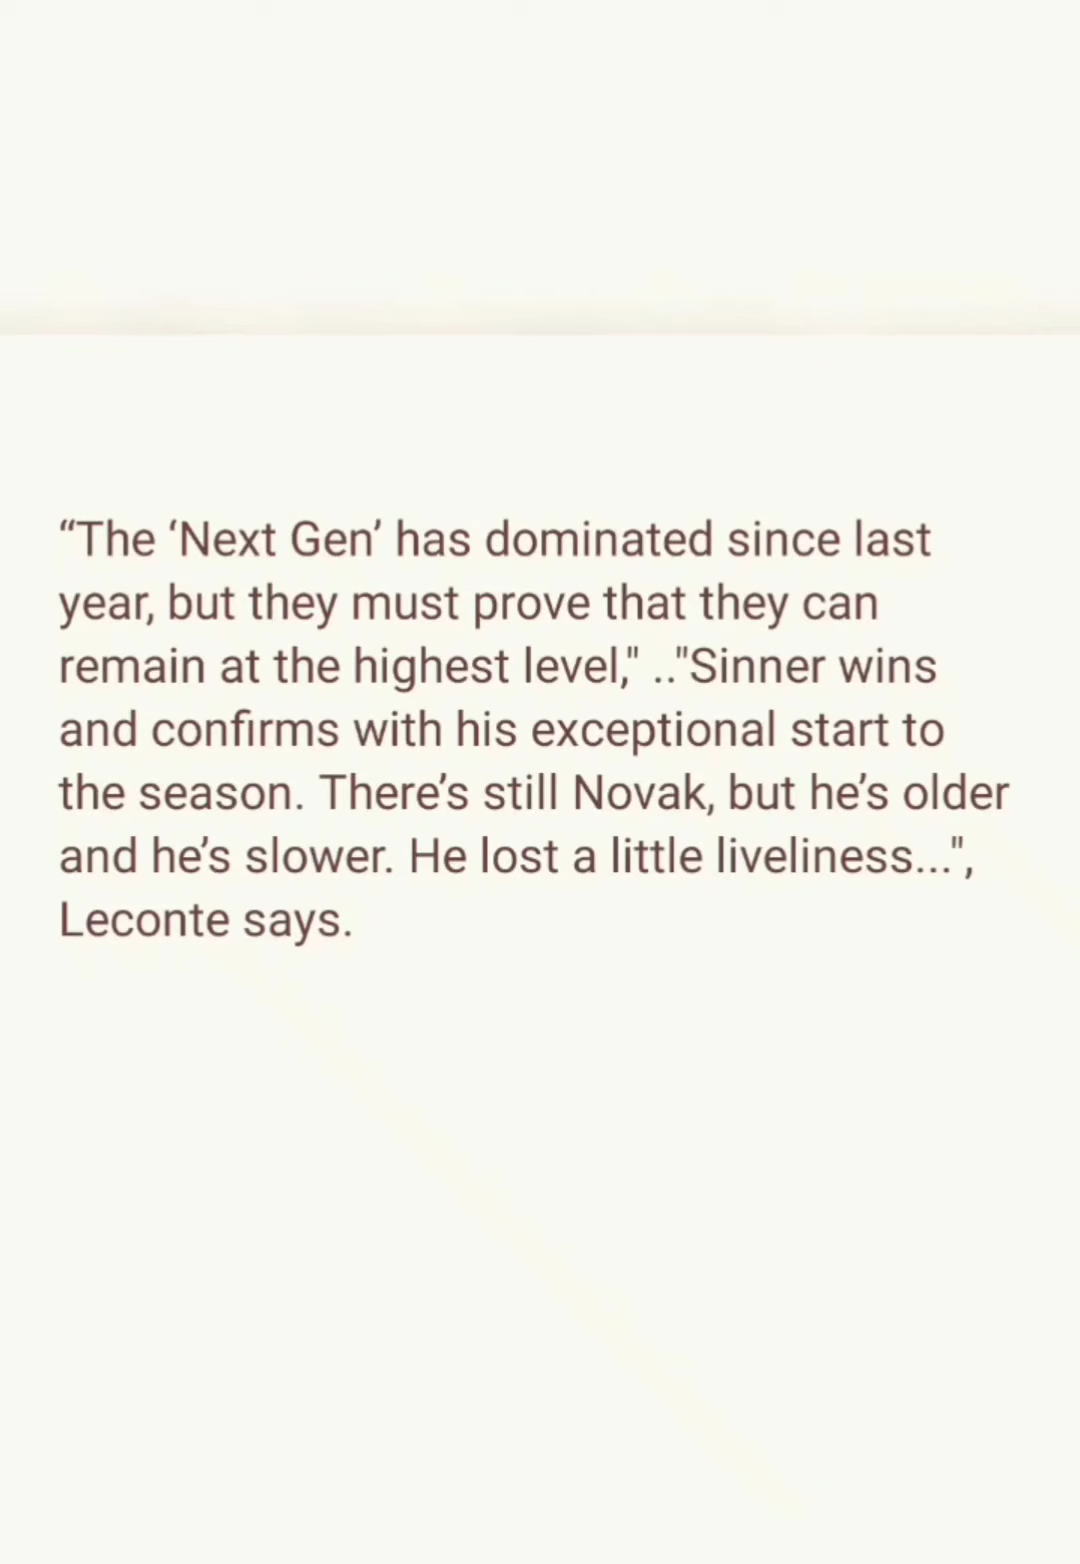 “The ‘Next Gen’ has dominated since last
year, but they must prove that they can
remain at the highest level," .."Sinner wins
and confirms with his exceptional start to
the season. There’s still Novak, but he’s older
and he’s slower. He lost a little liveliness...",
Leconte says.